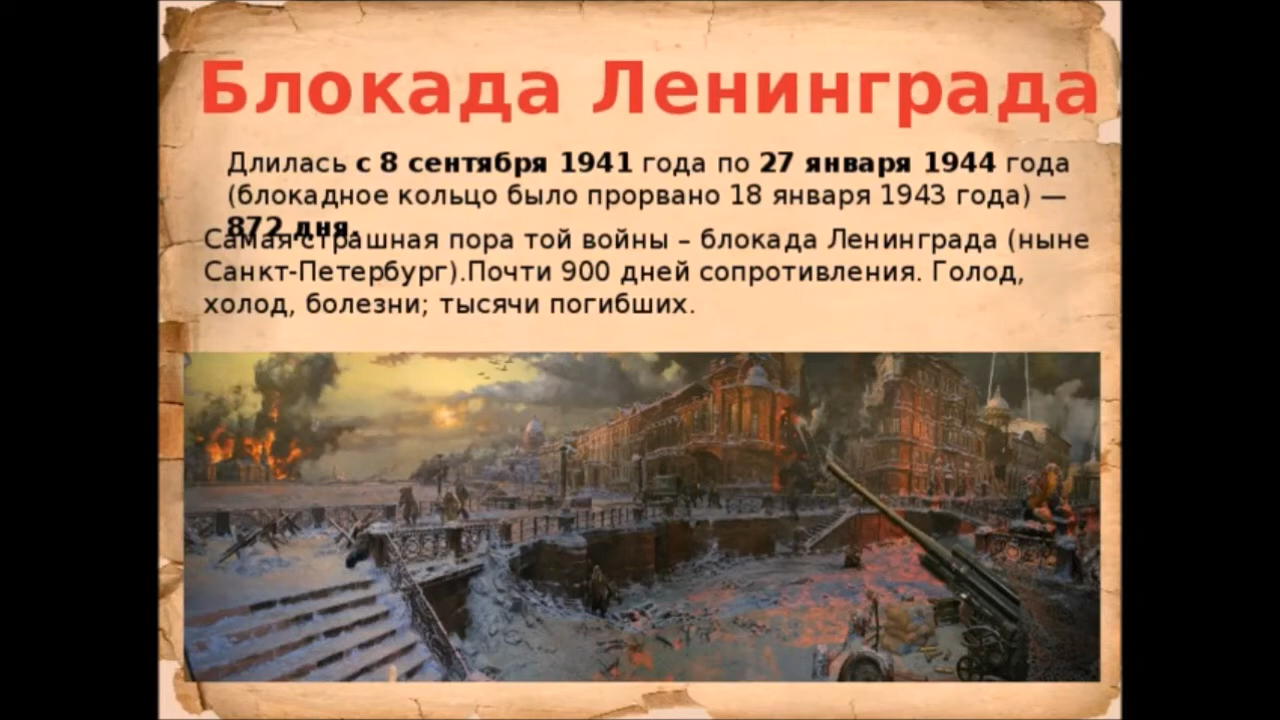 Блокада Ленинграда
Длилась с 8 сентября 1941 года по 27 января 1944 года
(блокадное кольцо было прорвано 18 января 1943 года) —
872 дня.
Самая страшная пора той войны – блокада Ленинграда (ныне
Санкт-Петербург).Почти 900 дней сопротивления. Голод,
холод, болезни; тысячи погибших.